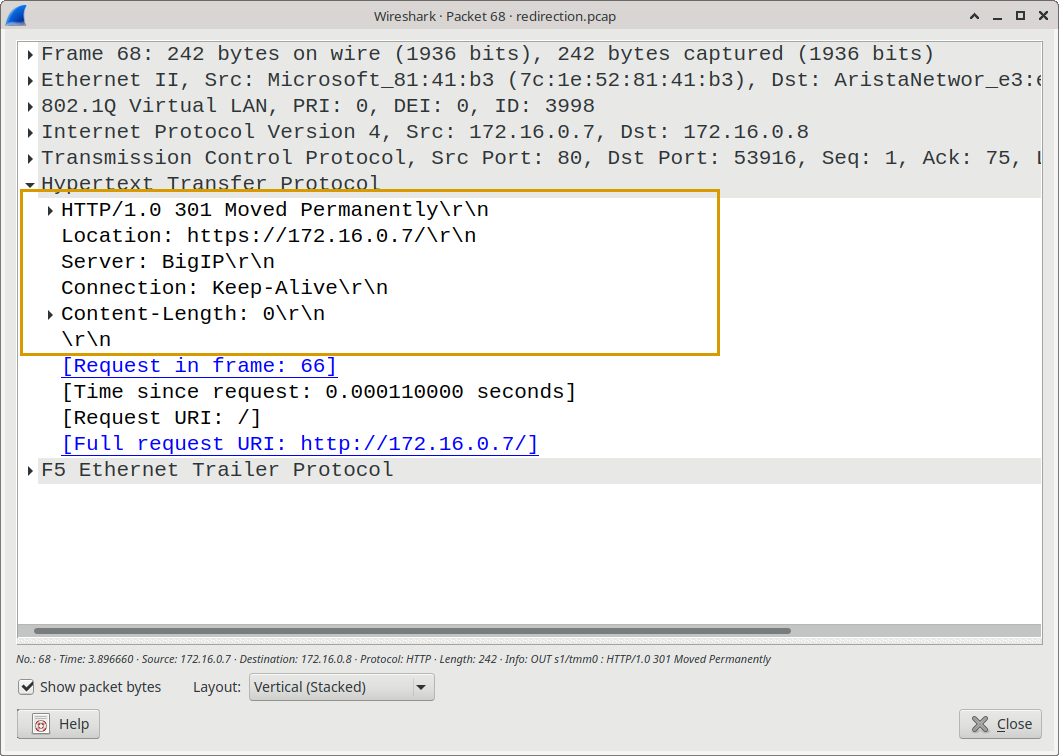 Wireshark · Packet 68 · redirection.pcap
Frame 68: 242 bytes on wire (1936 bits), 242 bytes captured (1936 bits)
Ethernet II, Src: Microsoft_81:41:b3 (7c:1e:52:81:41:b3), Dst: AristaNetwor_e3:e
802.1Q Virtual LAN, PRI: 0, DEI: 0, ID: 3998
Internet Protocol Version 4, Src: 172.16.0.7, Dst: 172.16.0.8
Transmission Control Protocol, Src Port: 80, Dst Port: 53916, Seq: 1, Ack: 75, L
Hypertext Transfer Protocol
HTTP/1.0 301 Moved Permanently\r\n
Location: https://172.16.0.7/\r\n
Server: BigIP\r\n
Connection: Keep-Alive\r\n
Content-Length: 0\r\n
\r\n
[Request in frame: 66]
[Time since request: 0.000110000 seconds]
[Request URI: /]
[Full request URI: http://172.16.0.7/]
F5 Ethernet Trailer Protocol
No.: 68 · Time: 3.896660 · Source: 172.16.0.7 · Destination: 172.16.0.8 · Protocol: HTTP · Length: 242 · Info: OUT s1/tmm0 : HTTP/1.0 301 Moved Permanently
Show packet bytes Layout: Vertical (Stacked)
Help Close